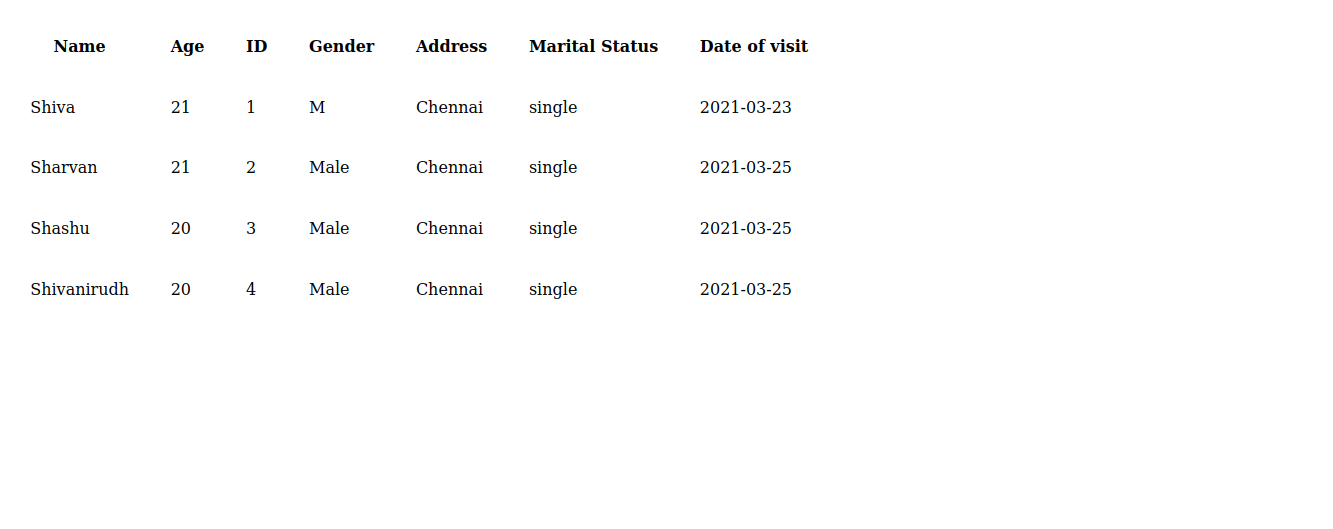 Name Age ID Gender Address Marital Status Date of visit
Shiva 21 1 M Chennai single 2021-03-23
Sharvan 21 2 Male Chennai single 2021-03-25
Shashu 20 3 Male Chennai single 2021-03-25
Shivanirudh 20 4 Male Chennai single 2021-03-25